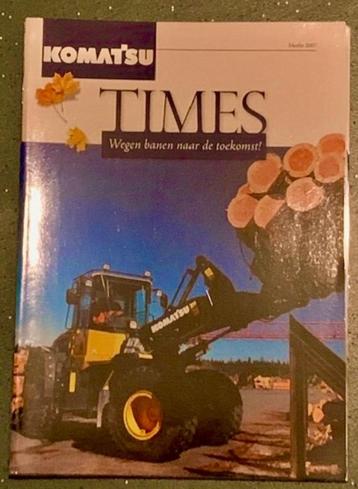 KOMATSU
TIMES
Wegen banen naar de toekomst!
KOMATSU